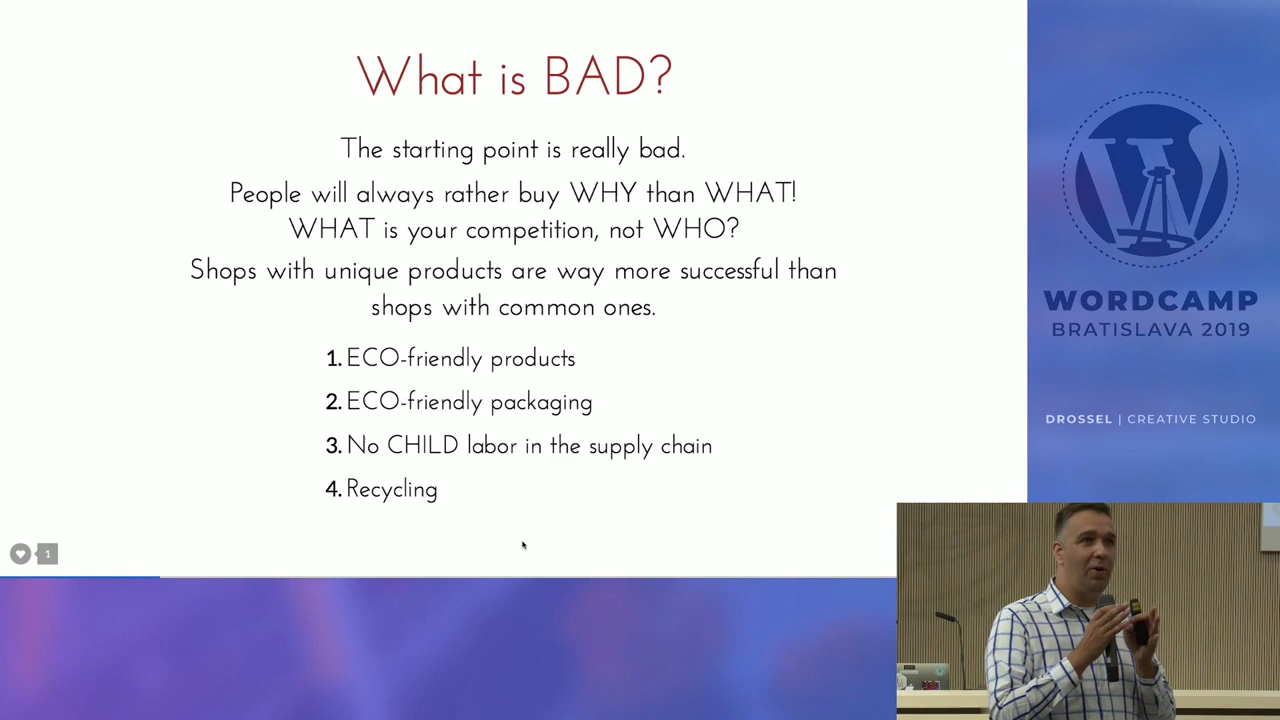 What is BAD?
The starting point is really bad.
People will always rather buy WHY than WHAT!
WHAT is your competition, not WHO?
Shops with unique products are way more successful than
shops with common ones.
1. ECO-friendly products
2. ECO-friendly packaging
3. No CHILD labor in the supply chain
4. Recycling
1
WORDCAMP
BRATISLAVA 2019
DROSSEL | CREATIVE STUDIO